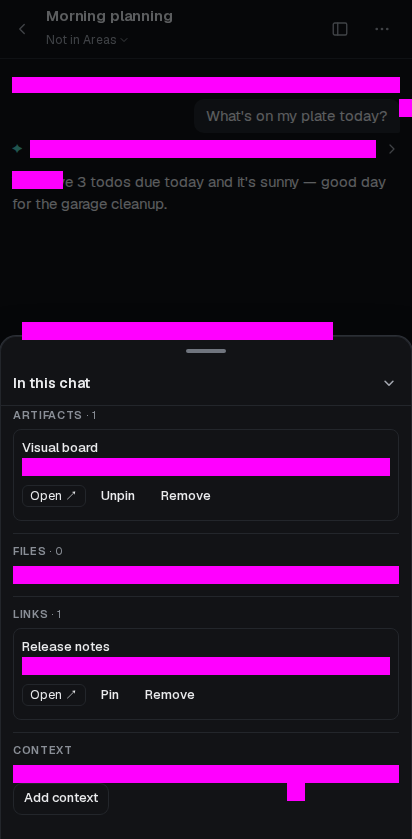 Morning planning
Not in Areas
What's on my plate today?
3 todos due today and it's sunny — good day
for the garage cleanup.
In this chat
ARTIFACTS · 1
Visual board
Open ↗ Unpin Remove
FILES · 0
LINKS · 1
Release notes
Open ↗ Pin Remove
CONTEXT
Add context